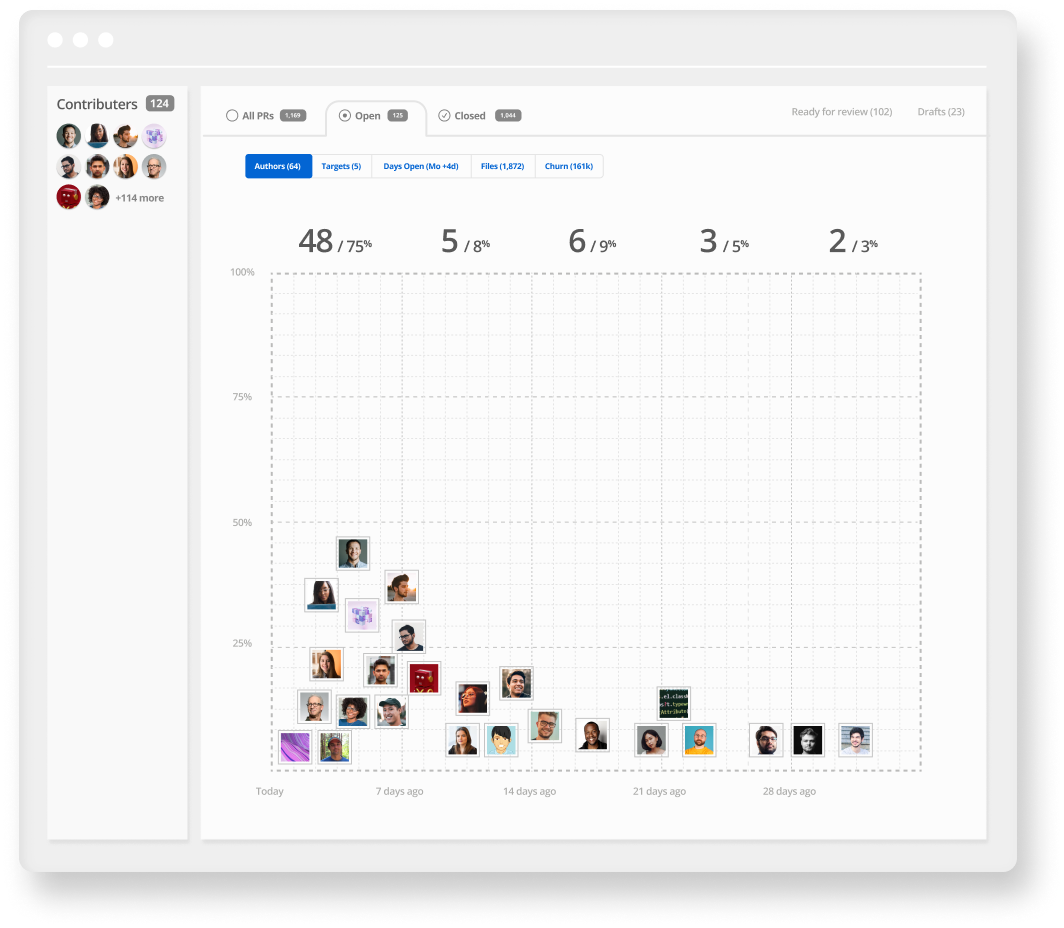 Contributers 124
+114 more
All PRs 1,169
Open 125
Closed 1,044
Ready for review (102)
Drafts (23)
Authors (64)
Targets (5)
Days Open (Mo +4d)
Files (1,872)
Churn (161k)
48 / 75%
5 / 8%
6 / 9%
3 / 5%
2 / 3%
100%
75%
50%
25%
Today
7 days ago
14 days ago
21 days ago
28 days ago